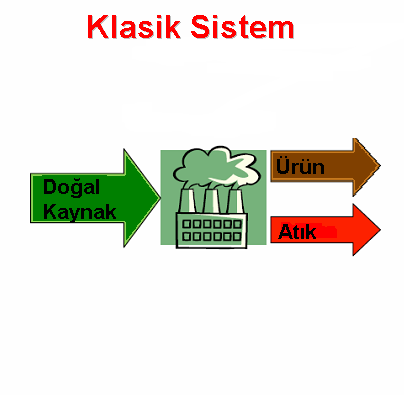 Klasik Sistem
Doğal
Kaynak
Ürün
Atık